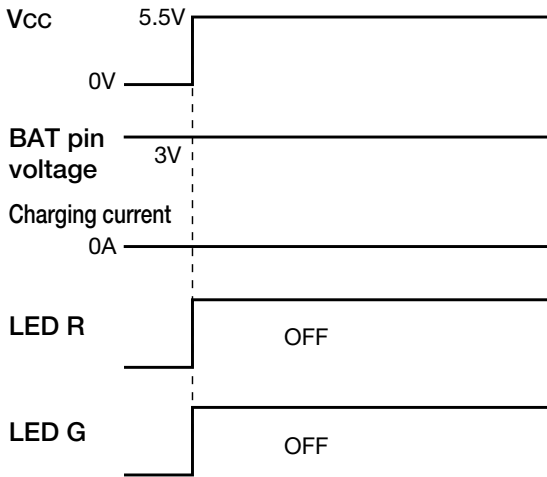 Vcc 5.5V
0V
BAT pin
voltage
3V
Charging current
0A
LED R
OFF
LED G
OFF